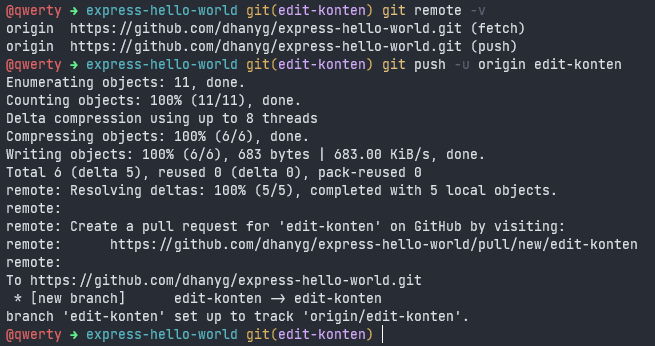 @qwerty → express-hello-world git(edit-konten) git remote -v
origin  https://github.com/dhanyg/express-hello-world.git (fetch)
origin  https://github.com/dhanyg/express-hello-world.git (push)
@qwerty → express-hello-world git(edit-konten) git push -u origin edit-konten
Enumerating objects: 11, done.
Counting objects: 100% (11/11), done.
Delta compression using up to 8 threads
Compressing objects: 100% (6/6), done.
Writing objects: 100% (6/6), 683 bytes | 683.00 KiB/s, done.
Total 6 (delta 5), reused 0 (delta 0), pack-reused 0
remote: Resolving deltas: 100% (5/5), completed with 5 local objects.
remote:
remote: Create a pull request for 'edit-konten' on GitHub by visiting:
remote:      https://github.com/dhanyg/express-hello-world/pull/new/edit-konten
remote:
To https://github.com/dhanyg/express-hello-world.git
 * [new branch]      edit-konten -> edit-konten
branch 'edit-konten' set up to track 'origin/edit-konten'.
@qwerty → express-hello-world git(edit-konten)